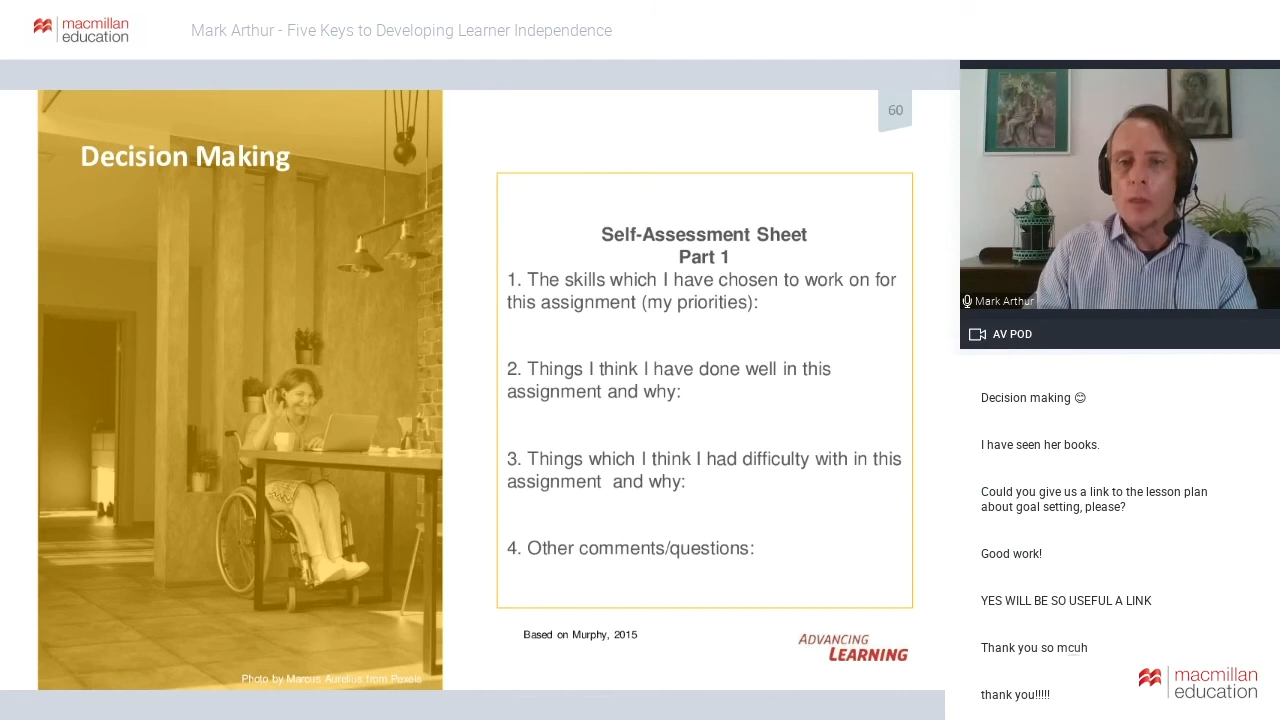 macmillan
education
Mark Arthur - Five Keys to Developing Learner Independence
Decision Making
60
Self-Assessment Sheet
Part 1
1. The skills which I have chosen to work on for
this assignment (my priorities):
2. Things I think I have done well in this
assignment and why:
3. Things which I think I had difficulty with in this
assignment and why:
4. Other comments/questions:
Based on Murphy, 2015
ADVANCING
LEARNING
Photo by Marcus Aurelius from Pexels
Mark Arthur
AV POD
Decision making 😊
I have seen her books.
Could you give us a link to the lesson plan
about goal setting, please?
Good work!
YES WILL BE SO USEFUL A LINK
Thank you so mcuh
thank you!!!!!
macmillan
education